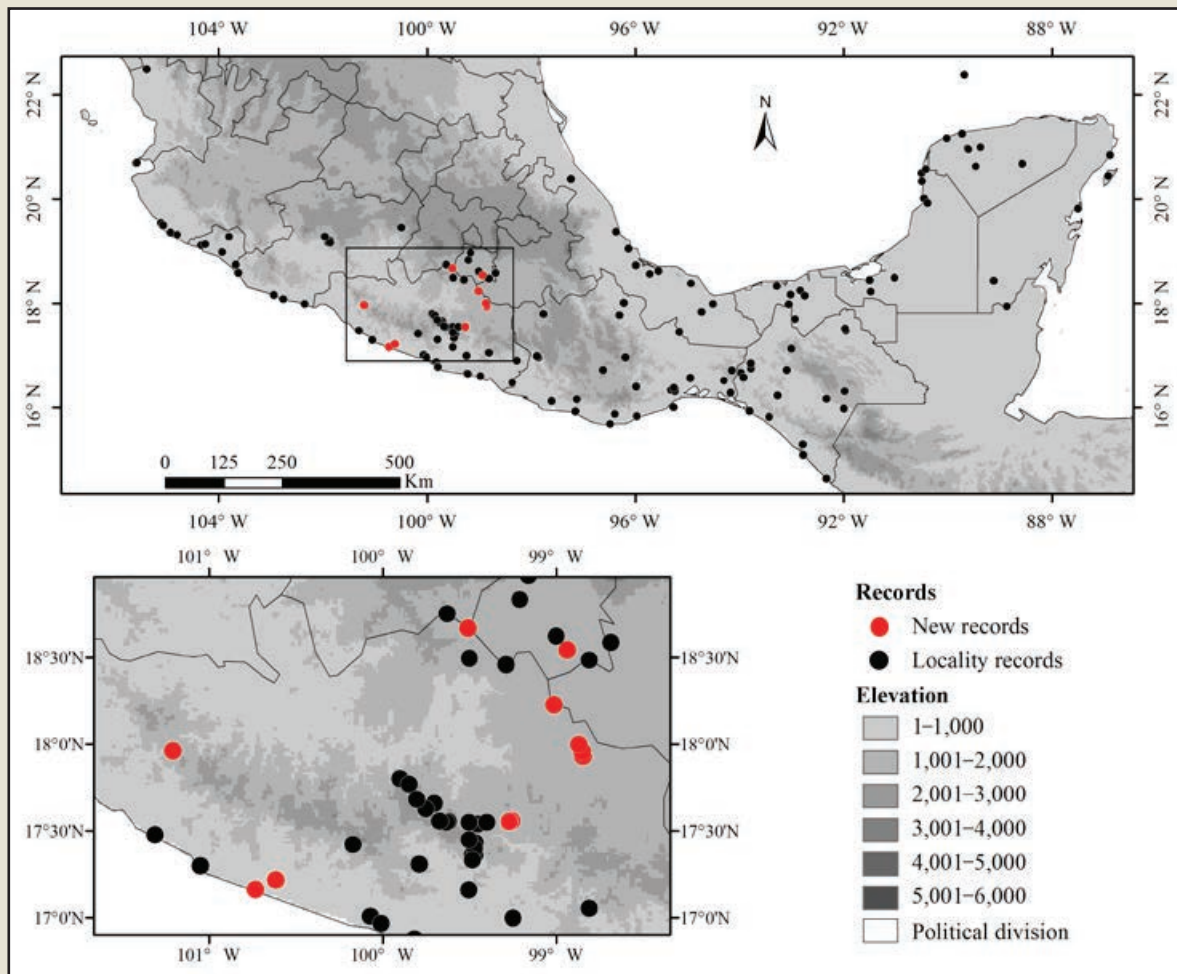 104° W 100° W 96° W 92° W 88° W
N
22° N 22° N
20° N 20° N
18° N 18° N
16° N 16° N
0 125 250 500
Km
104° W 100° W 96° W 92° W 88° W
101° W 100° W 99° W
18°30'N 18°30'N
18°0'N 18°0'N
17°30'N 17°30'N
17°0'N 17°0'N
101° W 100° W 99° W
Records
New records
Locality records
Elevation
1–1,000
1,001–2,000
2,001–3,000
3,001–4,000
4,001–5,000
5,001–6,000
Political division